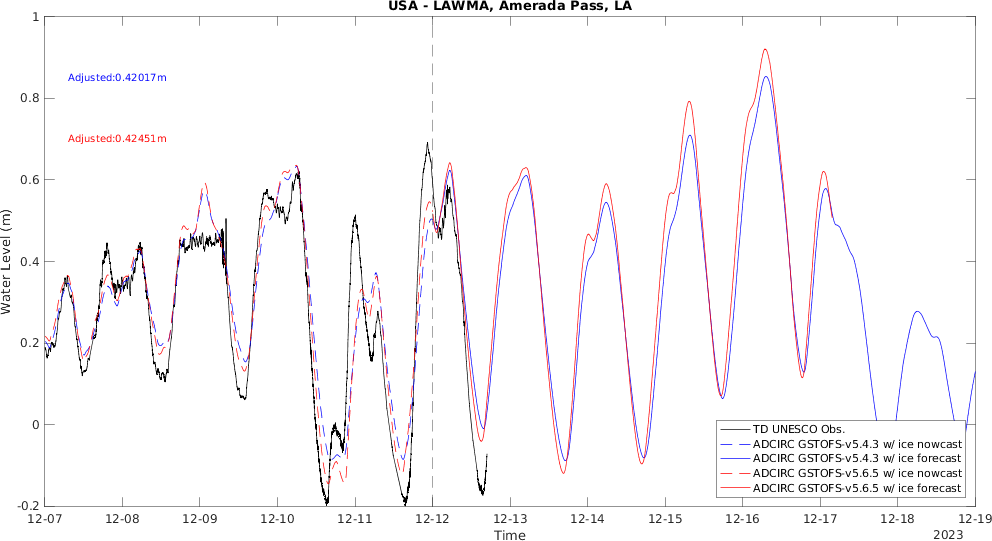 USA - LAWMA, Amerada Pass, LA
1
0.8
0.6
0.4
0.2
0
-0.2
Water Level (m)
Adjusted:0.42017m
Adjusted:0.42451m
TD UNESCO Obs.
ADCIRC GSTOFS-v5.4.3 w/ ice nowcast
ADCIRC GSTOFS-v5.4.3 w/ ice forecast
ADCIRC GSTOFS-v5.6.5 w/ ice nowcast
ADCIRC GSTOFS-v5.6.5 w/ ice forecast
12-07 12-08 12-09 12-10 12-11 12-12 12-13 12-14 12-15 12-16 12-17 12-18 12-19
Time
2023